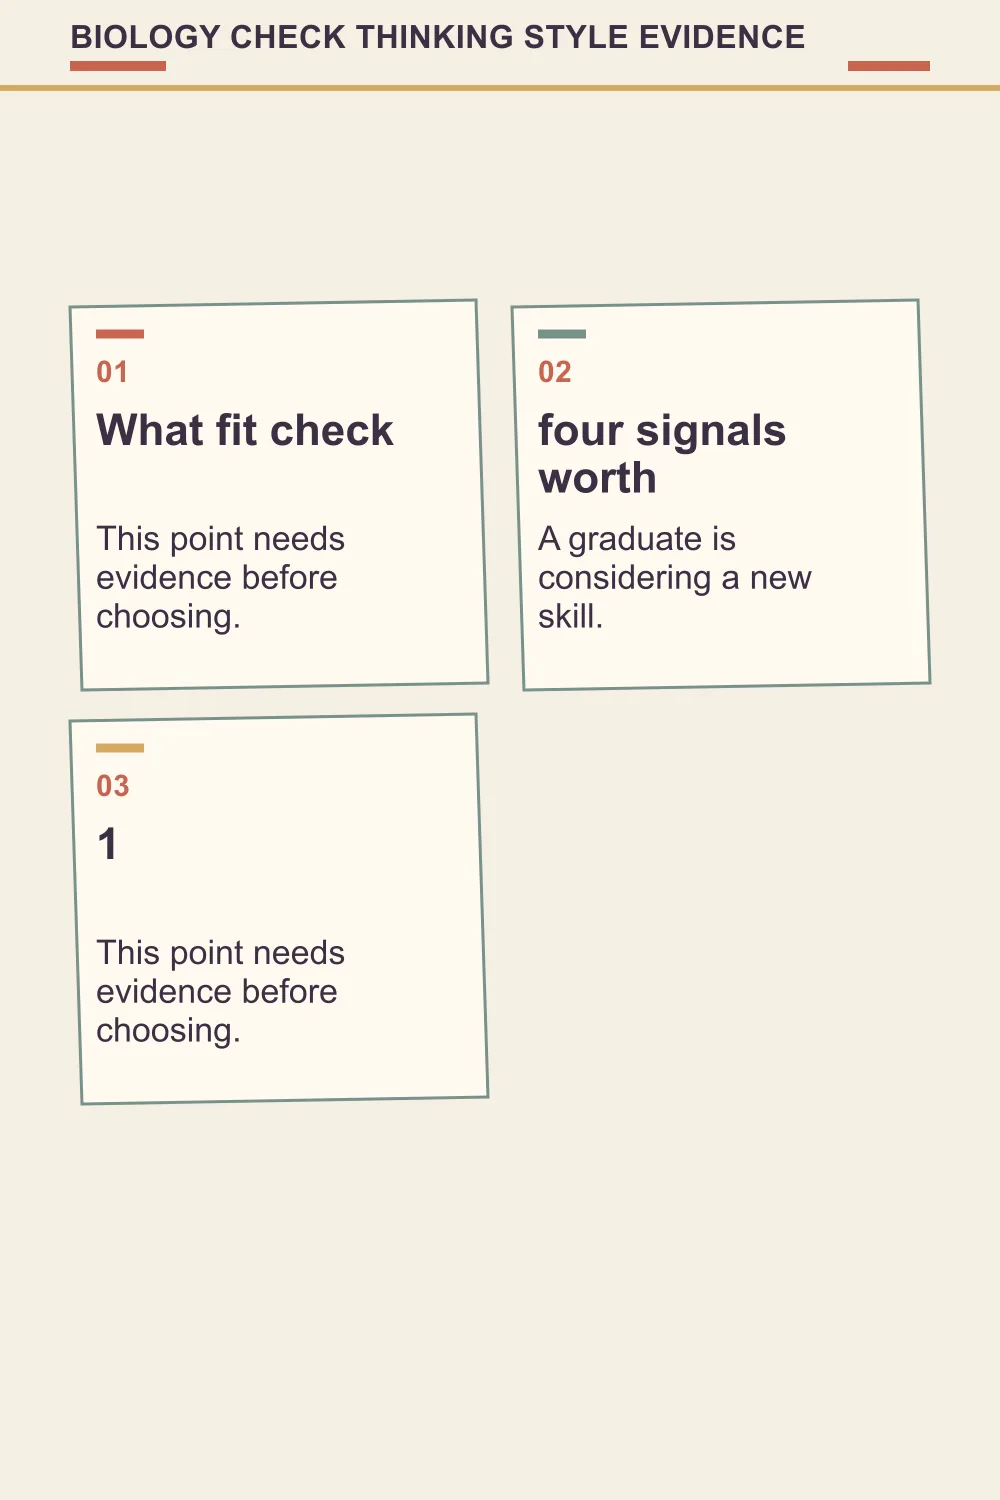 BIOLOGY CHECK THINKING STYLE EVIDENCE
01
What fit check
This point needs
evidence before
choosing.
02
four signals
worth
A graduate is
considering a new
skill.
03
1
This point needs
evidence before
choosing.